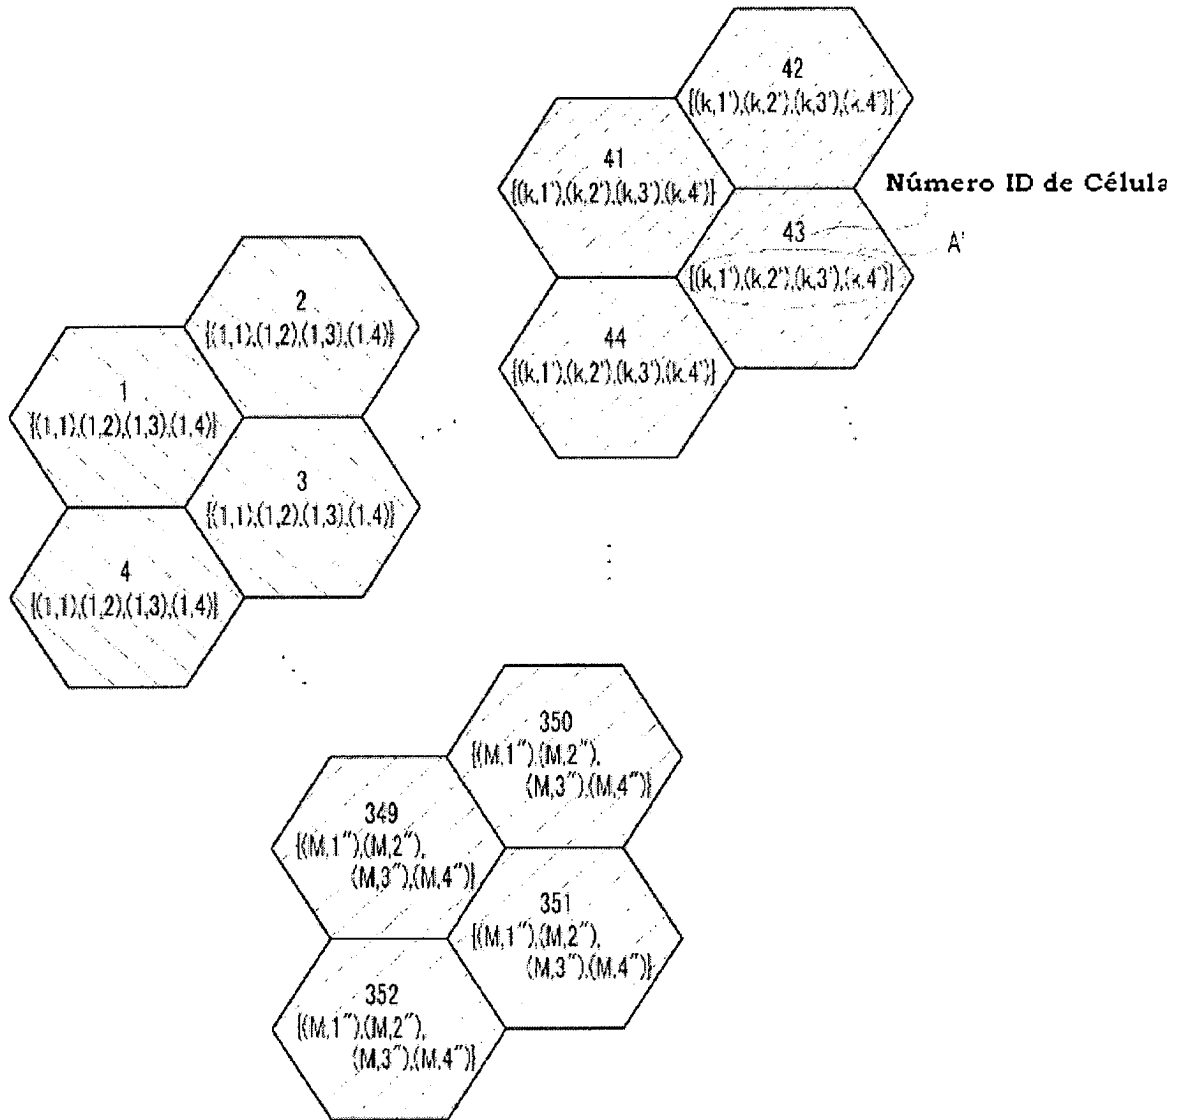 42
{(k,1'),(k,2'),(k,3'),(k,4')}
41
{(k,1'),(k,2'),(k,3'),(k,4')}
Número ID de Célula
43
{(k,1'),(k,2'),(k,3'),(k,4')}
A'
44
{(k,1'),(k,2'),(k,3'),(k,4')}
2
{(1,1),(1,2),(1,3),(1,4)}
1
{(1,1),(1,2),(1,3),(1,4)}
3
{(1,1),(1,2),(1,3),(1,4)}
4
{(1,1),(1,2),(1,3),(1,4)}
350
{(M,1″),(M,2″),
(M,3″),(M,4″)}
349
{(M,1″),(M,2″),
(M,3″),(M,4″)}
351
{(M,1″),(M,2″),
(M,3″),(M,4″)}
352
{(M,1″),(M,2″),
(M,3″),(M,4″)}